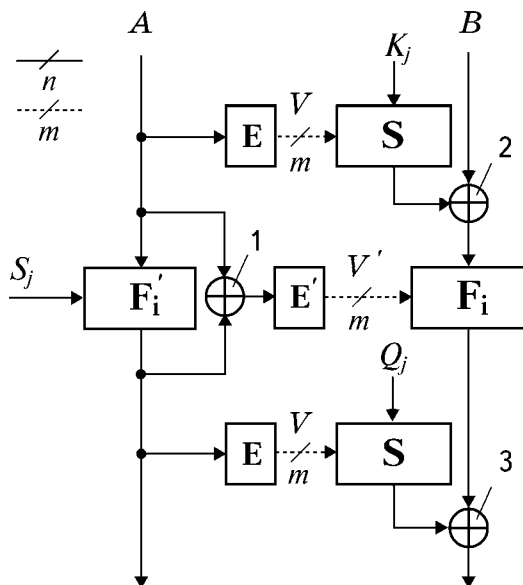 A B
n
m
K_j
E V m S
2
1
S_j F_i' E' V' m F_i
Q_j
E V m S
3